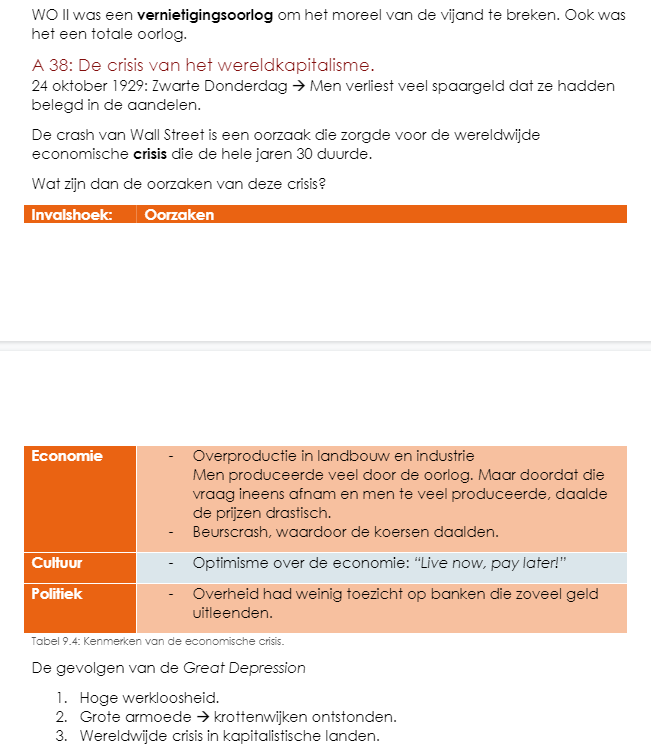 WO II was een vernietigingsoorlog om het moreel van de vijand te breken. Ook was
het een totale oorlog.
A 38: De crisis van het wereldkapitalisme.
24 oktober 1929: Zwarte Donderdag → Men verliest veel spaargeld dat ze hadden
belegd in de aandelen.
De crash van Wall Street is een oorzaak die zorgde voor de wereldwijde
economische crisis die de hele jaren 30 duurde.
Wat zijn dan de oorzaken van deze crisis?
Invalshoek: Oorzaken
Economie - Overproductie in landbouw en industrie
Men produceerde veel door de oorlog. Maar doordat die
vraag ineens afnam en men te veel produceerde, daalde
de prijzen drastisch.
- Beurscrash, waardoor de koersen daalden.
Cultuur - Optimisme over de economie: “Live now, pay later!”
Politiek - Overheid had weinig toezicht op banken die zoveel geld
uitleenden.
Tabel 9.4: Kenmerken van de economische crisis.
De gevolgen van de Great Depression
1. Hoge werkloosheid.
2. Grote armoede → krottenwijken ontstonden.
3. Wereldwijde crisis in kapitalistische landen.